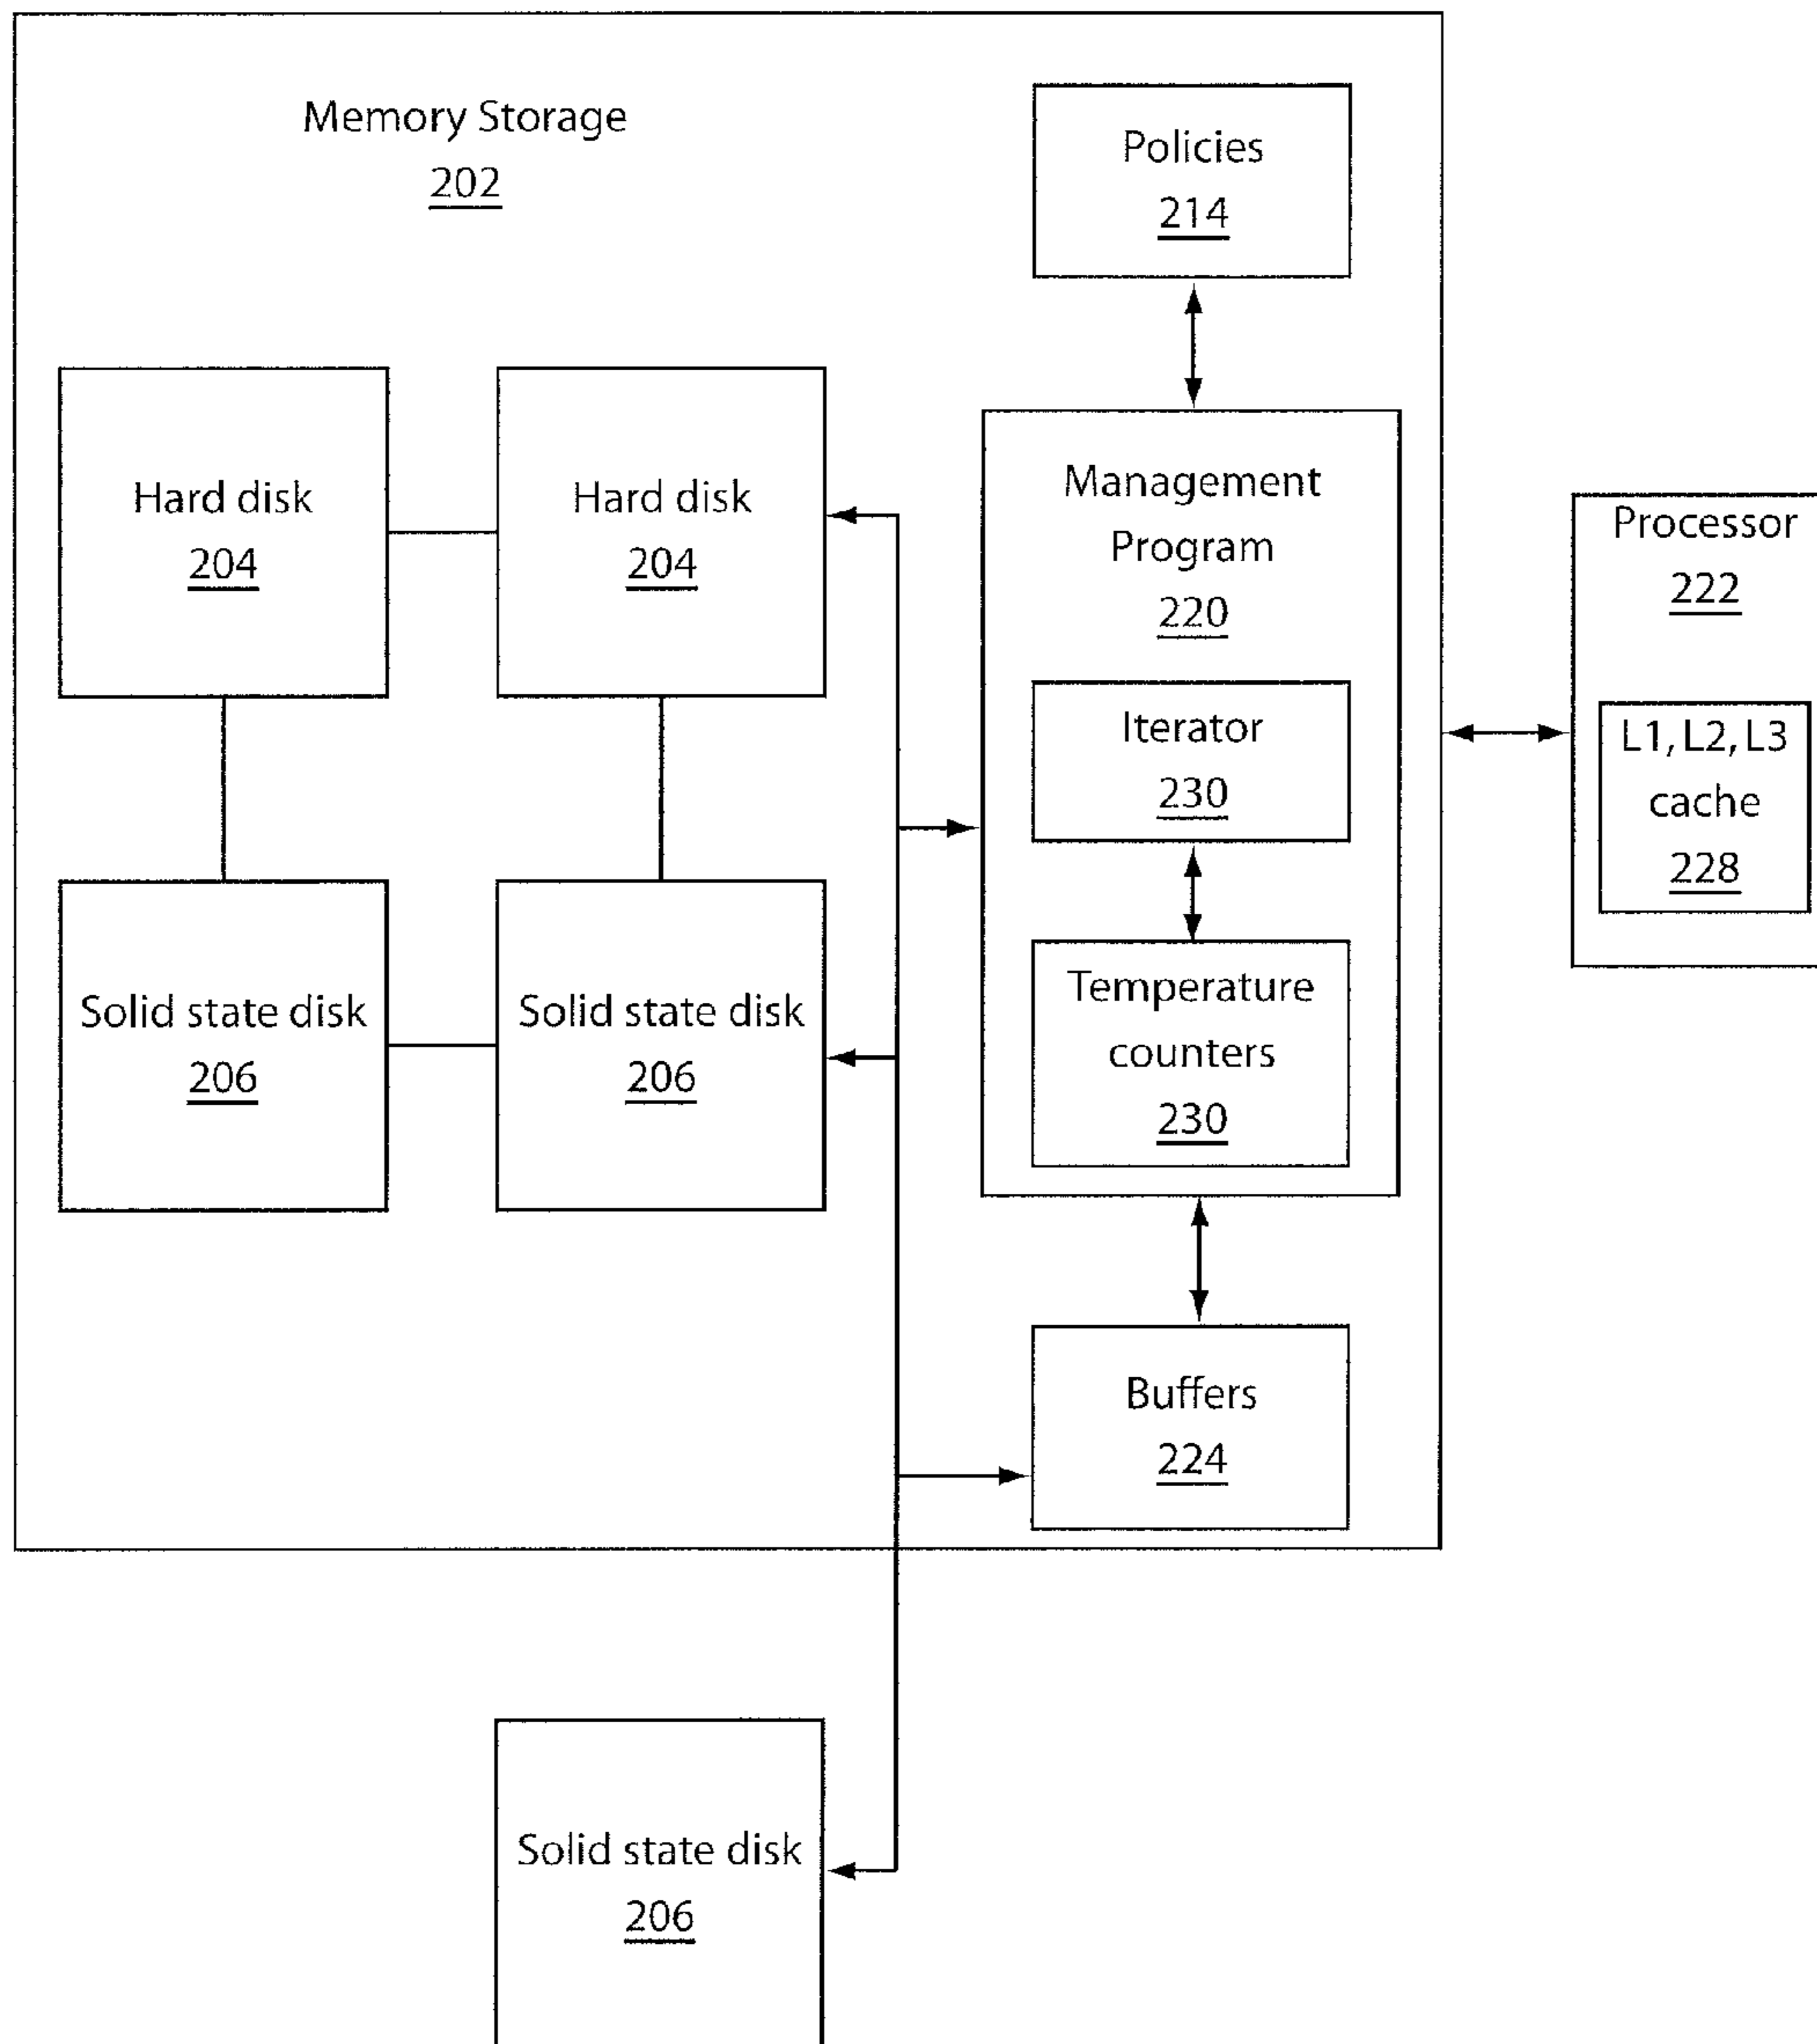 Memory Storage
202
Policies
214
Hard disk
204
Hard disk
204
Management
Program
220
Iterator
230
Temperature
counters
230
Processor
222
L1, L2, L3
cache
228
Solid state disk
206
Solid state disk
206
Buffers
224
Solid state disk
206